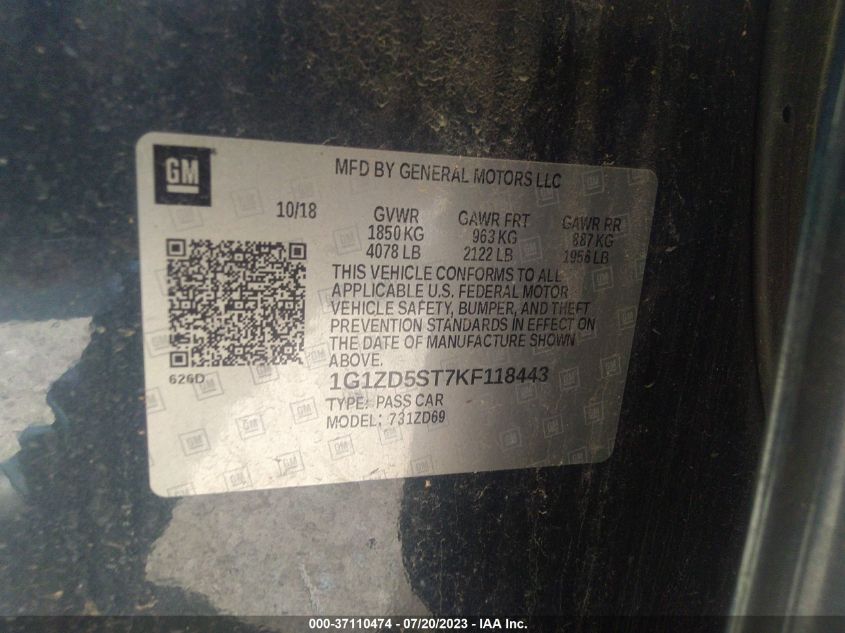 GM
MFD BY GENERAL MOTORS LLC
10/18 GVWR GAWR FRT GAWR RR
1850 KG 963 KG 887 KG
4078 LB 2122 LB 1956 LB
THIS VEHICLE CONFORMS TO ALL
APPLICABLE U.S. FEDERAL MOTOR
VEHICLE SAFETY, BUMPER, AND THEFT
PREVENTION STANDARDS IN EFFECT ON
THE DATE OF MANUFACTURE SHOWN
ABOVE.
626D
1G1ZD5ST7KF118443
TYPE: PASS CAR
MODEL: 731ZD69
000-37110474 - 07/20/2023 - IAA Inc.